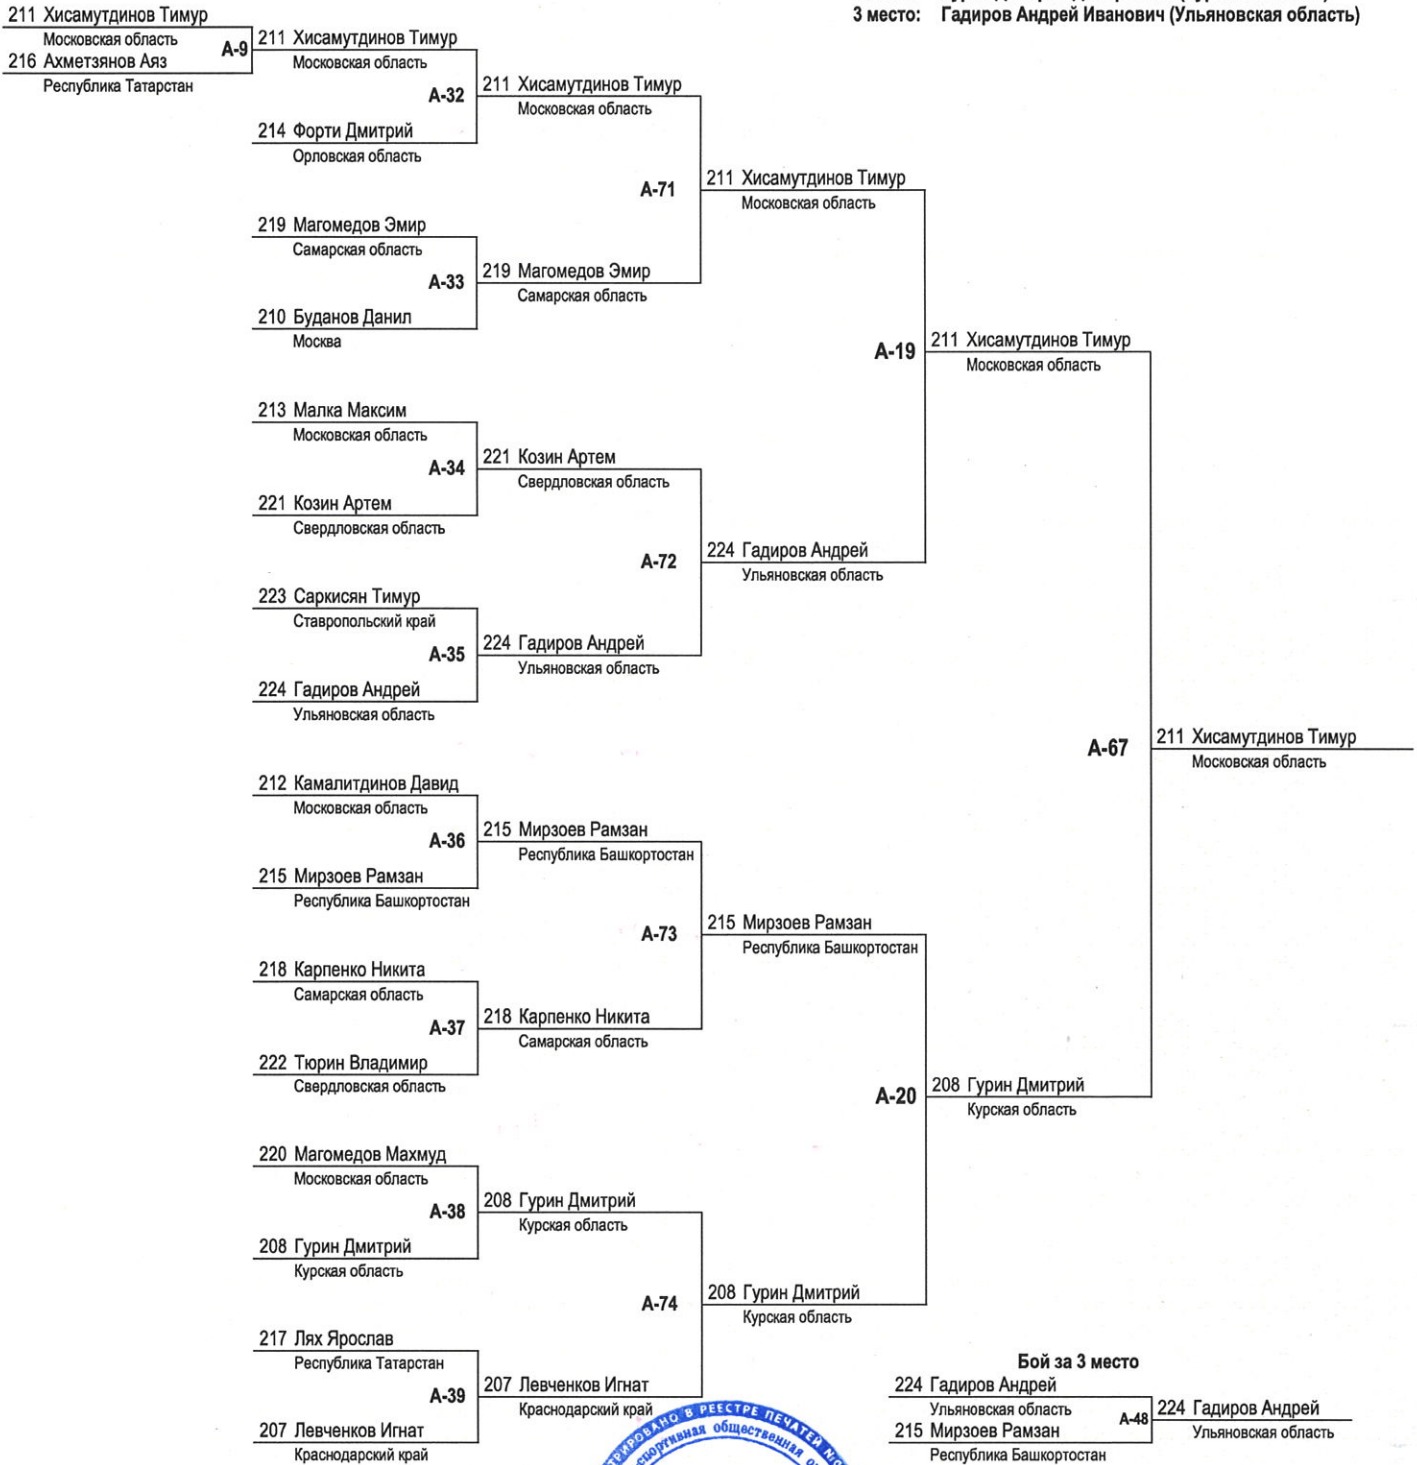 3 место: Гадиров Андрей Иванович (Ульяновская область)
211 Хисамутдинов Тимур
Московская область
А-9
216 Ахметзянов Аяз
Республика Татарстан
211 Хисамутдинов Тимур
Московская область
А-32
214 Форти Дмитрий
Орловская область
219 Магомедов Эмир
Самарская область
А-33
210 Буданов Данил
Москва
213 Малка Максим
Московская область
А-34
221 Козин Артем
Свердловская область
223 Саркисян Тимур
Ставропольский край
А-35
224 Гадиров Андрей
Ульяновская область
212 Камалитдинов Давид
Московская область
А-36
215 Мирзоев Рамзан
Республика Башкортостан
218 Карпенко Никита
Самарская область
А-37
222 Тюрин Владимир
Свердловская область
220 Магомедов Махмуд
Московская область
А-38
208 Гурин Дмитрий
Курская область
217 Лях Ярослав
Республика Татарстан
А-39
207 Левченков Игнат
Краснодарский край
211 Хисамутдинов Тимур
Московская область
А-71
219 Магомедов Эмир
Самарская область
221 Козин Артем
Свердловская область
А-72
224 Гадиров Андрей
Ульяновская область
215 Мирзоев Рамзан
Республика Башкортостан
А-73
218 Карпенко Никита
Самарская область
208 Гурин Дмитрий
Курская область
А-74
207 Левченков Игнат
Краснодарский край
211 Хисамутдинов Тимур
Московская область
А-19
224 Гадиров Андрей
Ульяновская область
215 Мирзоев Рамзан
Республика Башкортостан
А-20
208 Гурин Дмитрий
Курская область
211 Хисамутдинов Тимур
Московская область
А-67
208 Гурин Дмитрий
Курская область
211 Хисамутдинов Тимур
Московская область
Бой за 3 место
224 Гадиров Андрей
Ульяновская область
А-48
215 Мирзоев Рамзан
Республика Башкортостан
224 Гадиров Андрей
Ульяновская область
В РЕЕСТРЕ ПЕЧАТЕЙ
общественная